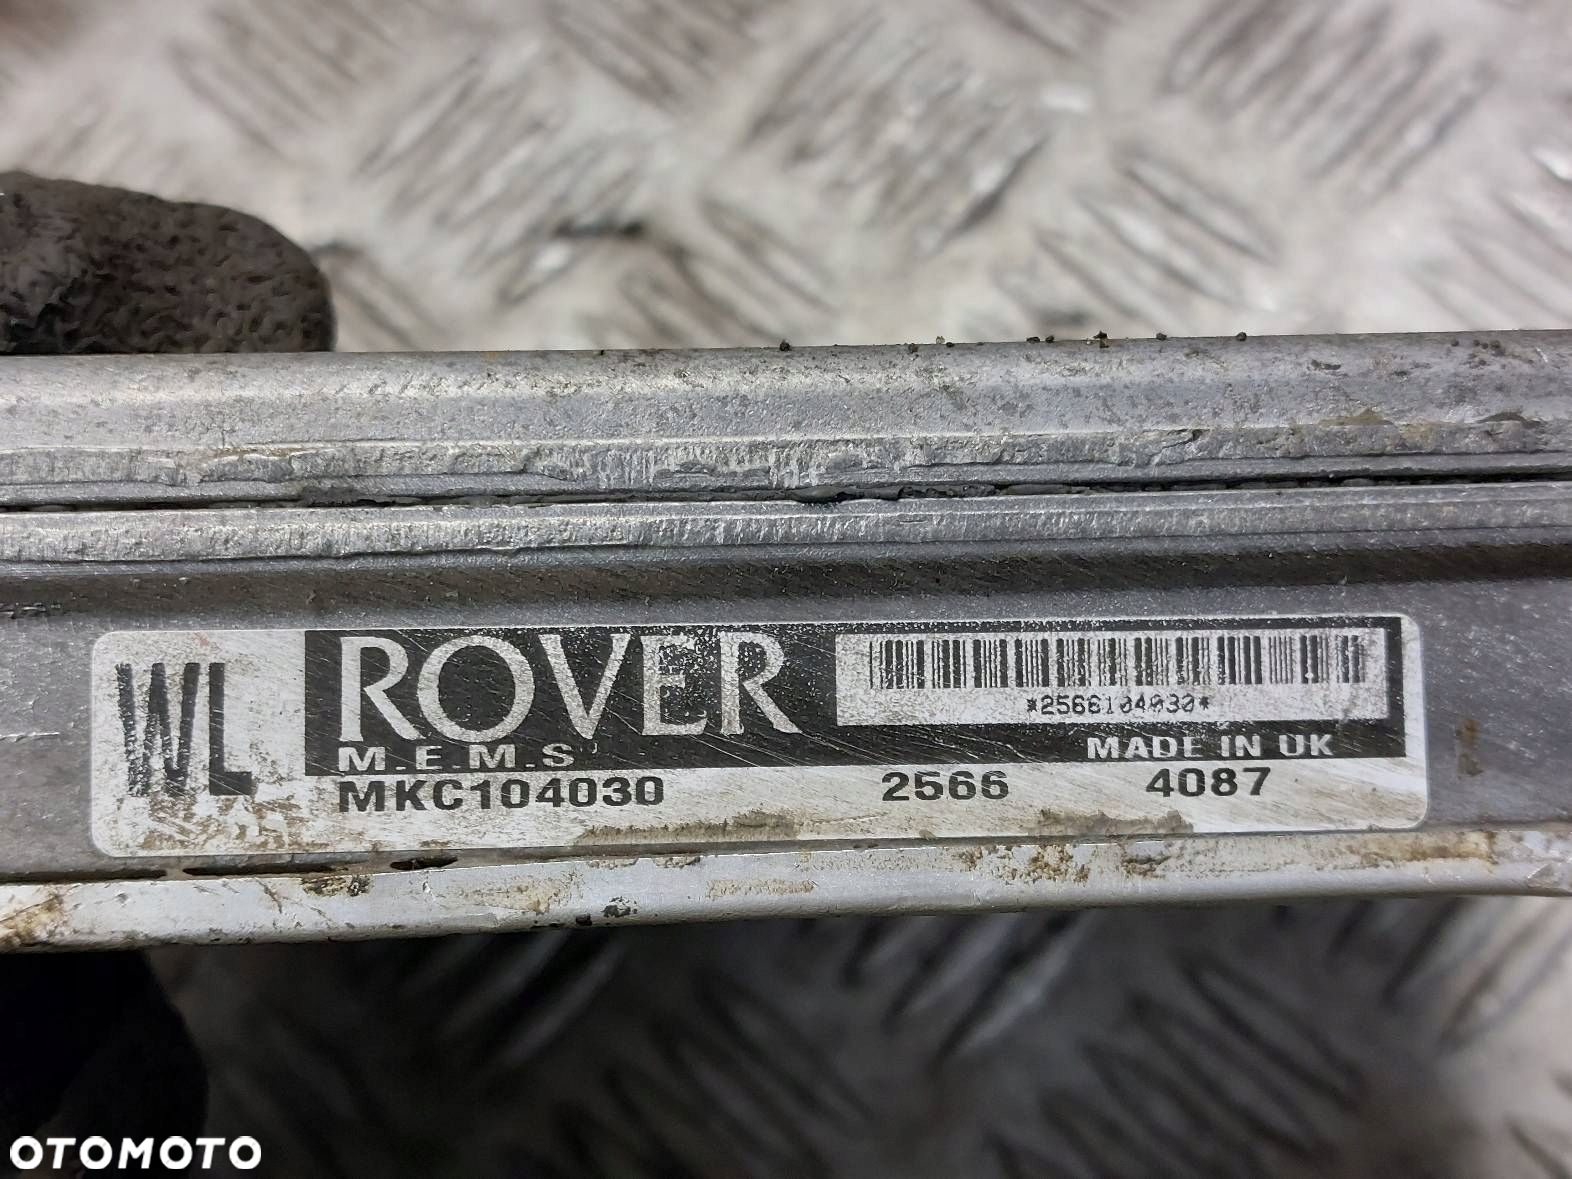 WL
ROVER
*2566104030*
M.E.M.S
MADE IN UK
MKC104030 2566 4087
OTOMOTO